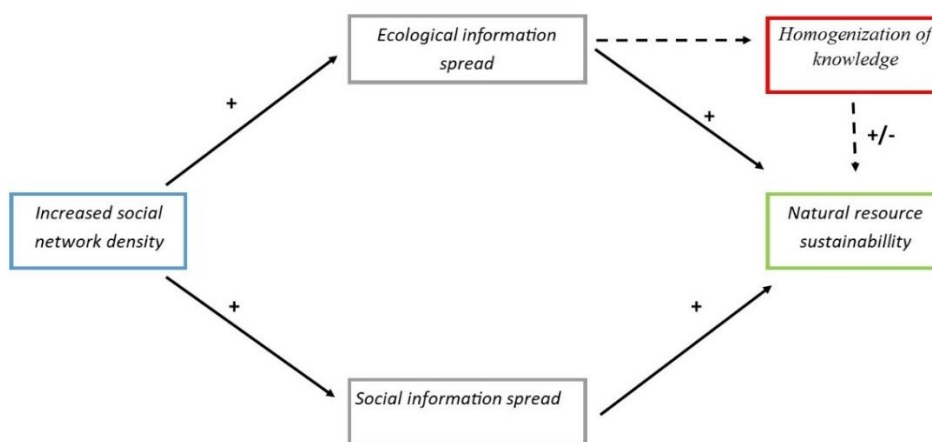 Ecological information
spread
Homogenization of
knowledge
+
+
+/-
Increased social
network density
Natural resource
sustainabillity
+
+
Social information spread